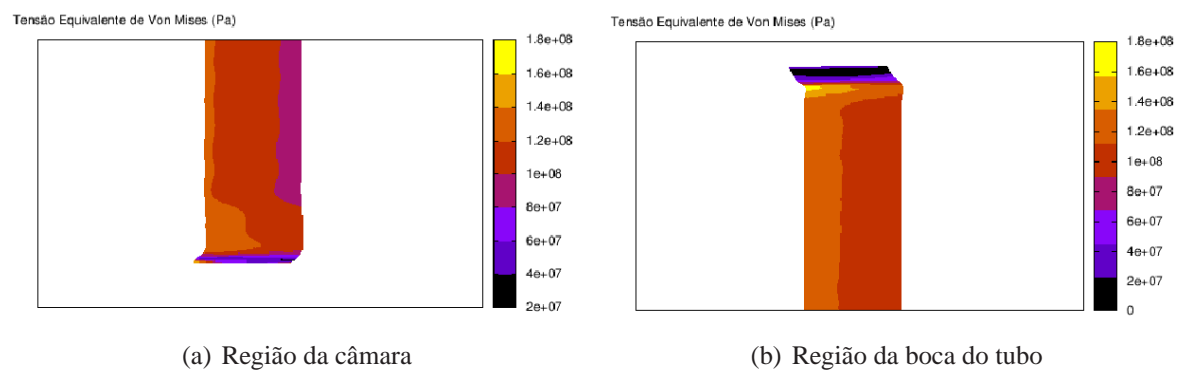 Tensão Equivalente de Von Mises (Pa)
1.8e+08
1.6e+08
1.4e+08
1.2e+08
1e+08
8e+07
6e+07
4e+07
2e+07
(a) Região da câmara
Tensão Equivalente de Von Mises (Pa)
1.8e+08
1.6e+08
1.4e+08
1.2e+08
1e+08
8e+07
6e+07
4e+07
2e+07
0
(b) Região da boca do tubo